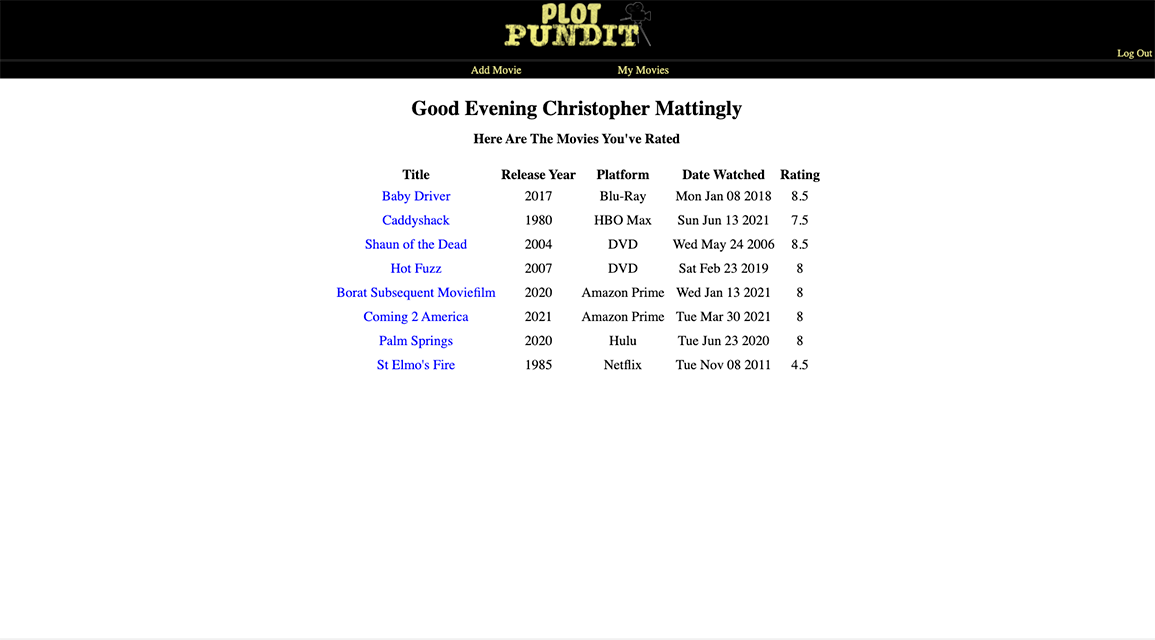 PLOT
PUNDIT
Log Out
Add Movie My Movies
Good Evening Christopher Mattingly
Here Are The Movies You've Rated
Title Release Year Platform Date Watched Rating
Baby Driver 2017 Blu-Ray Mon Jan 08 2018 8.5
Caddyshack 1980 HBO Max Sun Jun 13 2021 7.5
Shaun of the Dead 2004 DVD Wed May 24 2006 8.5
Hot Fuzz 2007 DVD Sat Feb 23 2019 8
Borat Subsequent Moviefilm 2020 Amazon Prime Wed Jan 13 2021 8
Coming 2 America 2021 Amazon Prime Tue Mar 30 2021 8
Palm Springs 2020 Hulu Tue Jun 23 2020 8
St Elmo's Fire 1985 Netflix Tue Nov 08 2011 4.5